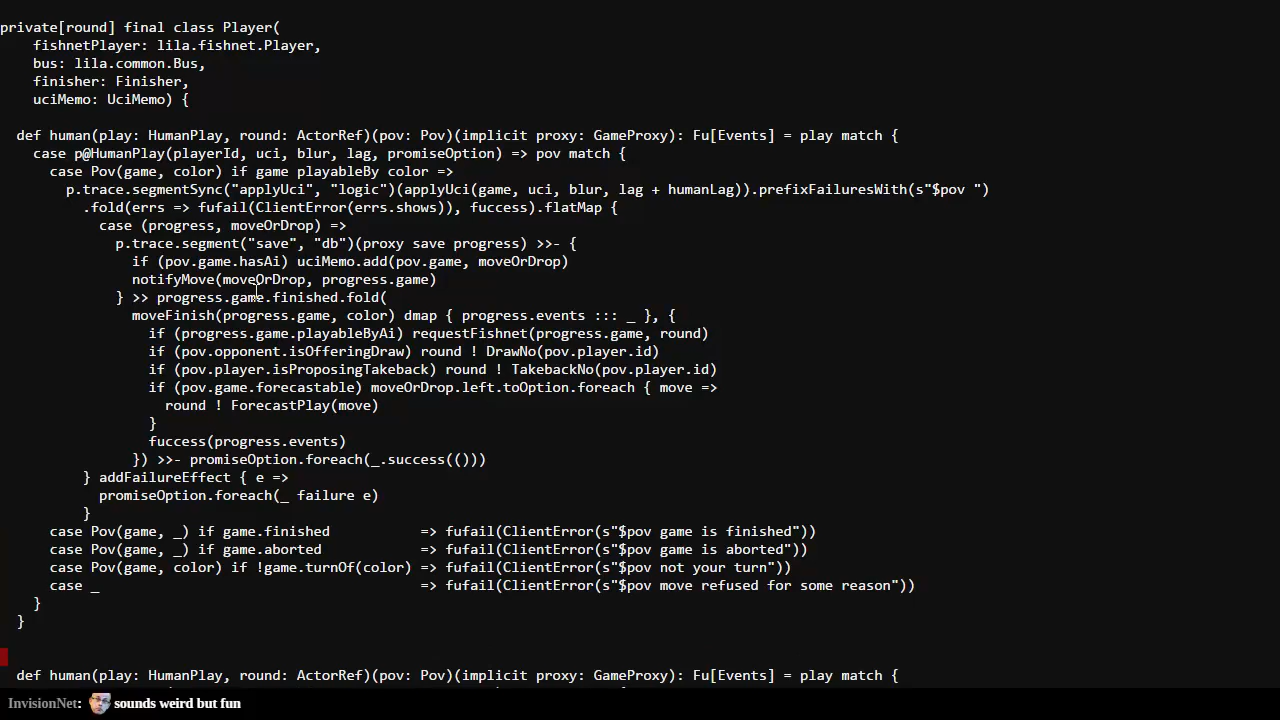 private[round] final class Player(
    fishnetPlayer: lila.fishnet.Player,
    bus: lila.common.Bus,
    finisher: Finisher,
    uciMemo: UciMemo) {
  def human(play: HumanPlay, round: ActorRef)(pov: Pov)(implicit proxy: GameProxy): Fu[Events] = play match {
    case p@HumanPlay(playerId, uci, blur, lag, promiseOption) => pov match {
      case Pov(game, color) if game playableBy color =>
        p.trace.segmentSync("applyUci", "logic")(applyUci(game, uci, blur, lag + humanLag)).prefixFailuresWith(s"$pov ")
          .fold(errs => fufail(ClientError(errs.shows)), fuccess).flatMap {
            case (progress, moveOrDrop) =>
              p.trace.segment("save", "db")(proxy save progress) >>- {
                if (pov.game.hasAi) uciMemo.add(pov.game, moveOrDrop)
                notifyMove(moveOrDrop, progress.game)
              } >> progress.game.finished.fold(
                moveFinish(progress.game, color) dmap { progress.events ::: _ }, {
                  if (progress.game.playableByAi) requestFishnet(progress.game, round)
                  if (pov.opponent.isOfferingDraw) round ! DrawNo(pov.player.id)
                  if (pov.player.isProposingTakeback) round ! TakebackNo(pov.player.id)
                  if (pov.game.forecastable) moveOrDrop.left.toOption.foreach { move =>
                    round ! ForecastPlay(move)
                  }
                  fuccess(progress.events)
                }) >>- promiseOption.foreach(_.success(()))
          } addFailureEffect { e =>
            promiseOption.foreach(_ failure e)
          }
      case Pov(game, _) if game.finished           => fufail(ClientError(s"$pov game is finished"))
      case Pov(game, _) if game.aborted            => fufail(ClientError(s"$pov game is aborted"))
      case Pov(game, color) if !game.turnOf(color) => fufail(ClientError(s"$pov not your turn"))
      case _                                       => fufail(ClientError(s"$pov move refused for some reason"))
    }
  }
  def human(play: HumanPlay, round: ActorRef)(pov: Pov)(implicit proxy: GameProxy): Fu[Events] = play match {
InvisionNet: sounds weird but fun